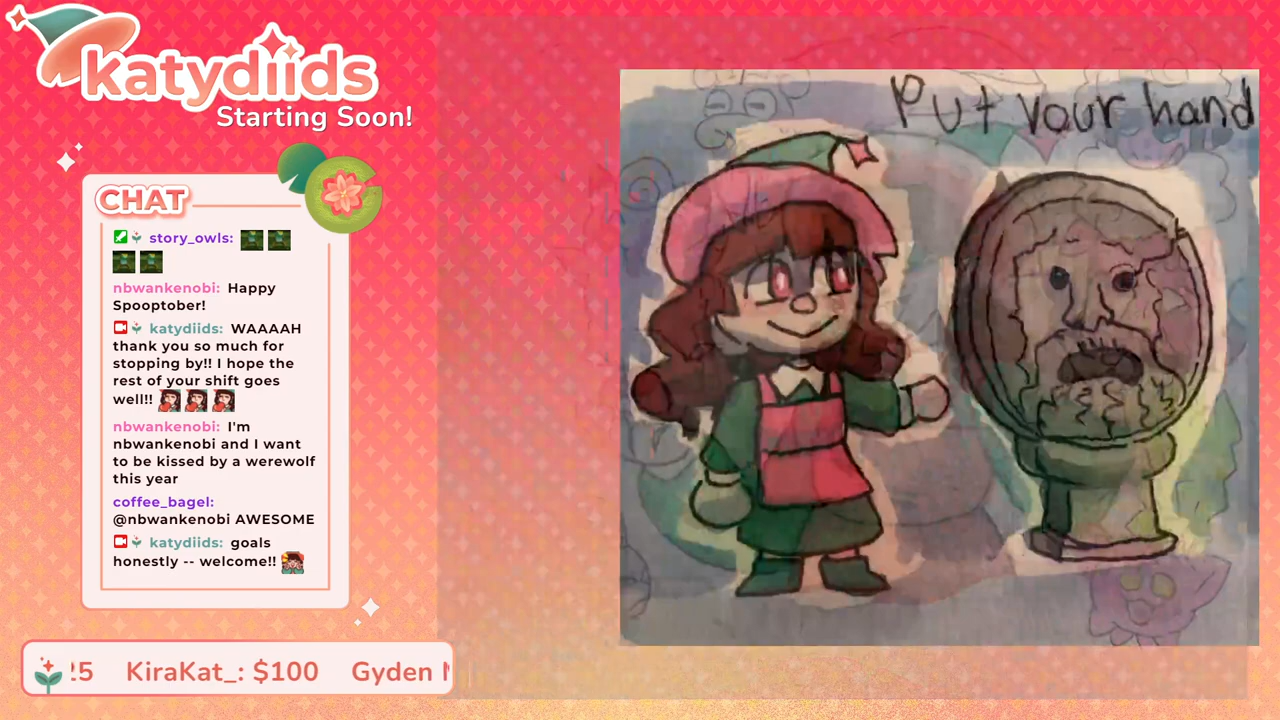 Katydiids
Starting Soon!
CHAT
story_owls:
nbwankenobi: Happy
Spooptober!
katydiids: WAAAAH
thank you so much for
stopping by!! I hope the
rest of your shift goes
well!!
nbwankenobi: I'm
nbwankenobi and I want
to be kissed by a werewolf
this year
coffee_bagel:
@nbwankenobi AWESOME
katydiids: goals
honestly -- welcome!!
25 KiraKat_: $100 Gyden
Put your hand